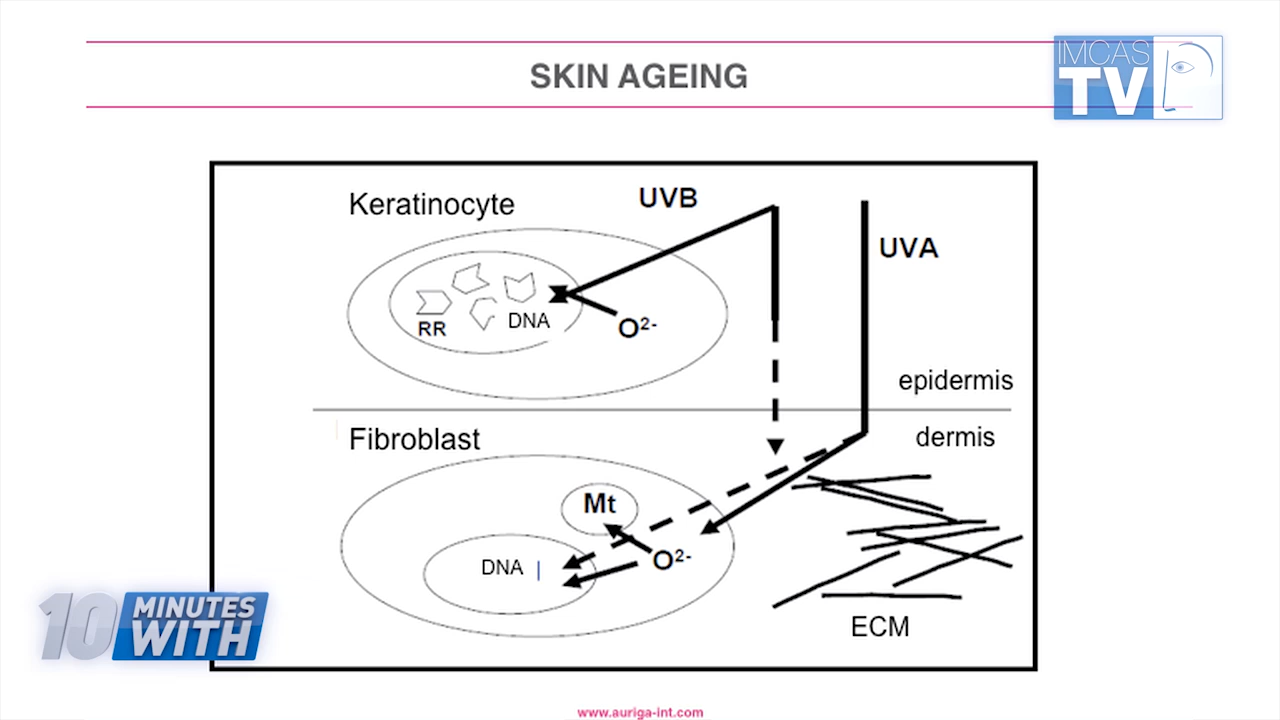 SKIN AGEING
IMCAS
TV
Keratinocyte
UVB
UVA
RR
DNA
O2-
epidermis
dermis
Fibroblast
Mt
DNA
O2-
ECM
10 MINUTES
WITH
www.auriga-int.com